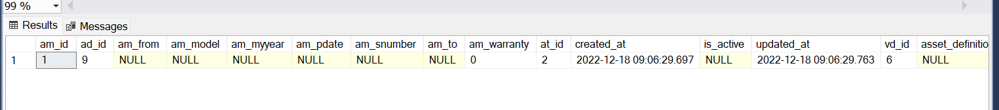 99 %
Results Messages
am_id ad_id am_from am_model am_myyear am_pdate am_snumber am_to am_warranty at_id created_at is_active updated_at vd_id asset_definitio
1 1 9 NULL NULL NULL NULL NULL NULL 0 2 2022-12-18 09:06:29.697 NULL 2022-12-18 09:06:29.763 6 NULL